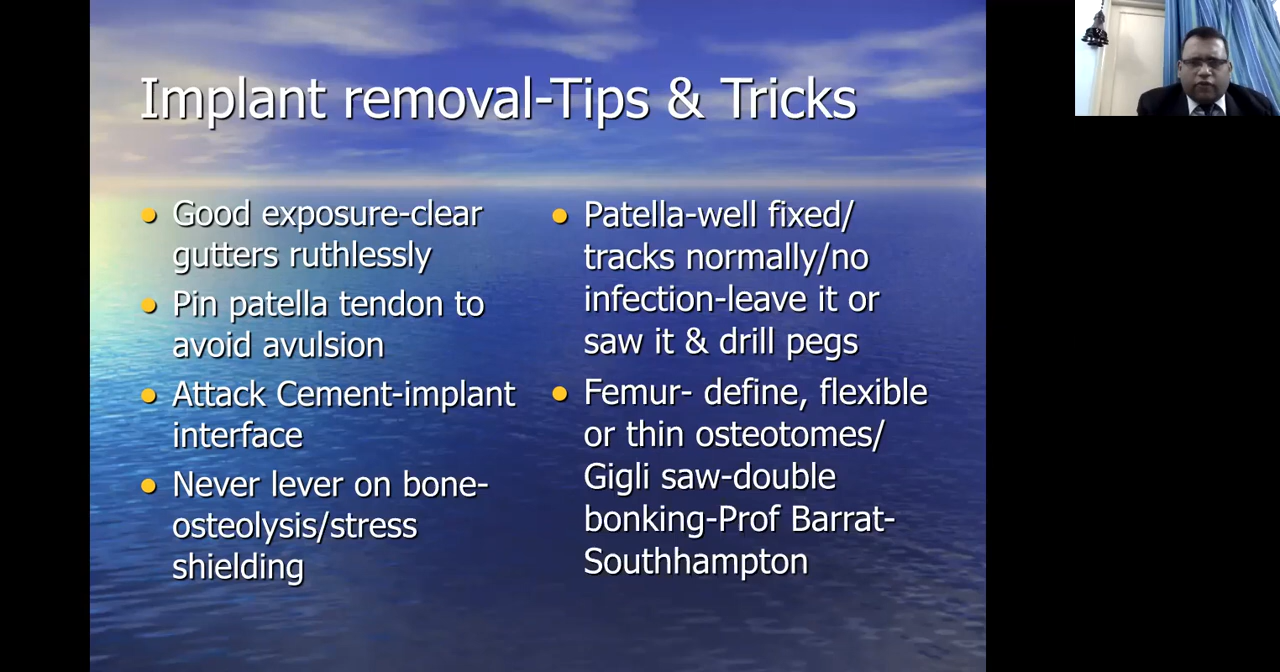 Implant removal-Tips & Tricks
• Good exposure-clear
gutters ruthlessly
• Pin patella tendon to
avoid avulsion
• Attack Cement-implant
interface
• Never lever on bone-
osteolysis/stress
shielding
• Patella-well fixed/
tracks normally/no
infection-leave it or
saw it & drill pegs
• Femur- define, flexible
or thin osteotomes/
Gigli saw-double
bonking-Prof Barrat-
Southhampton